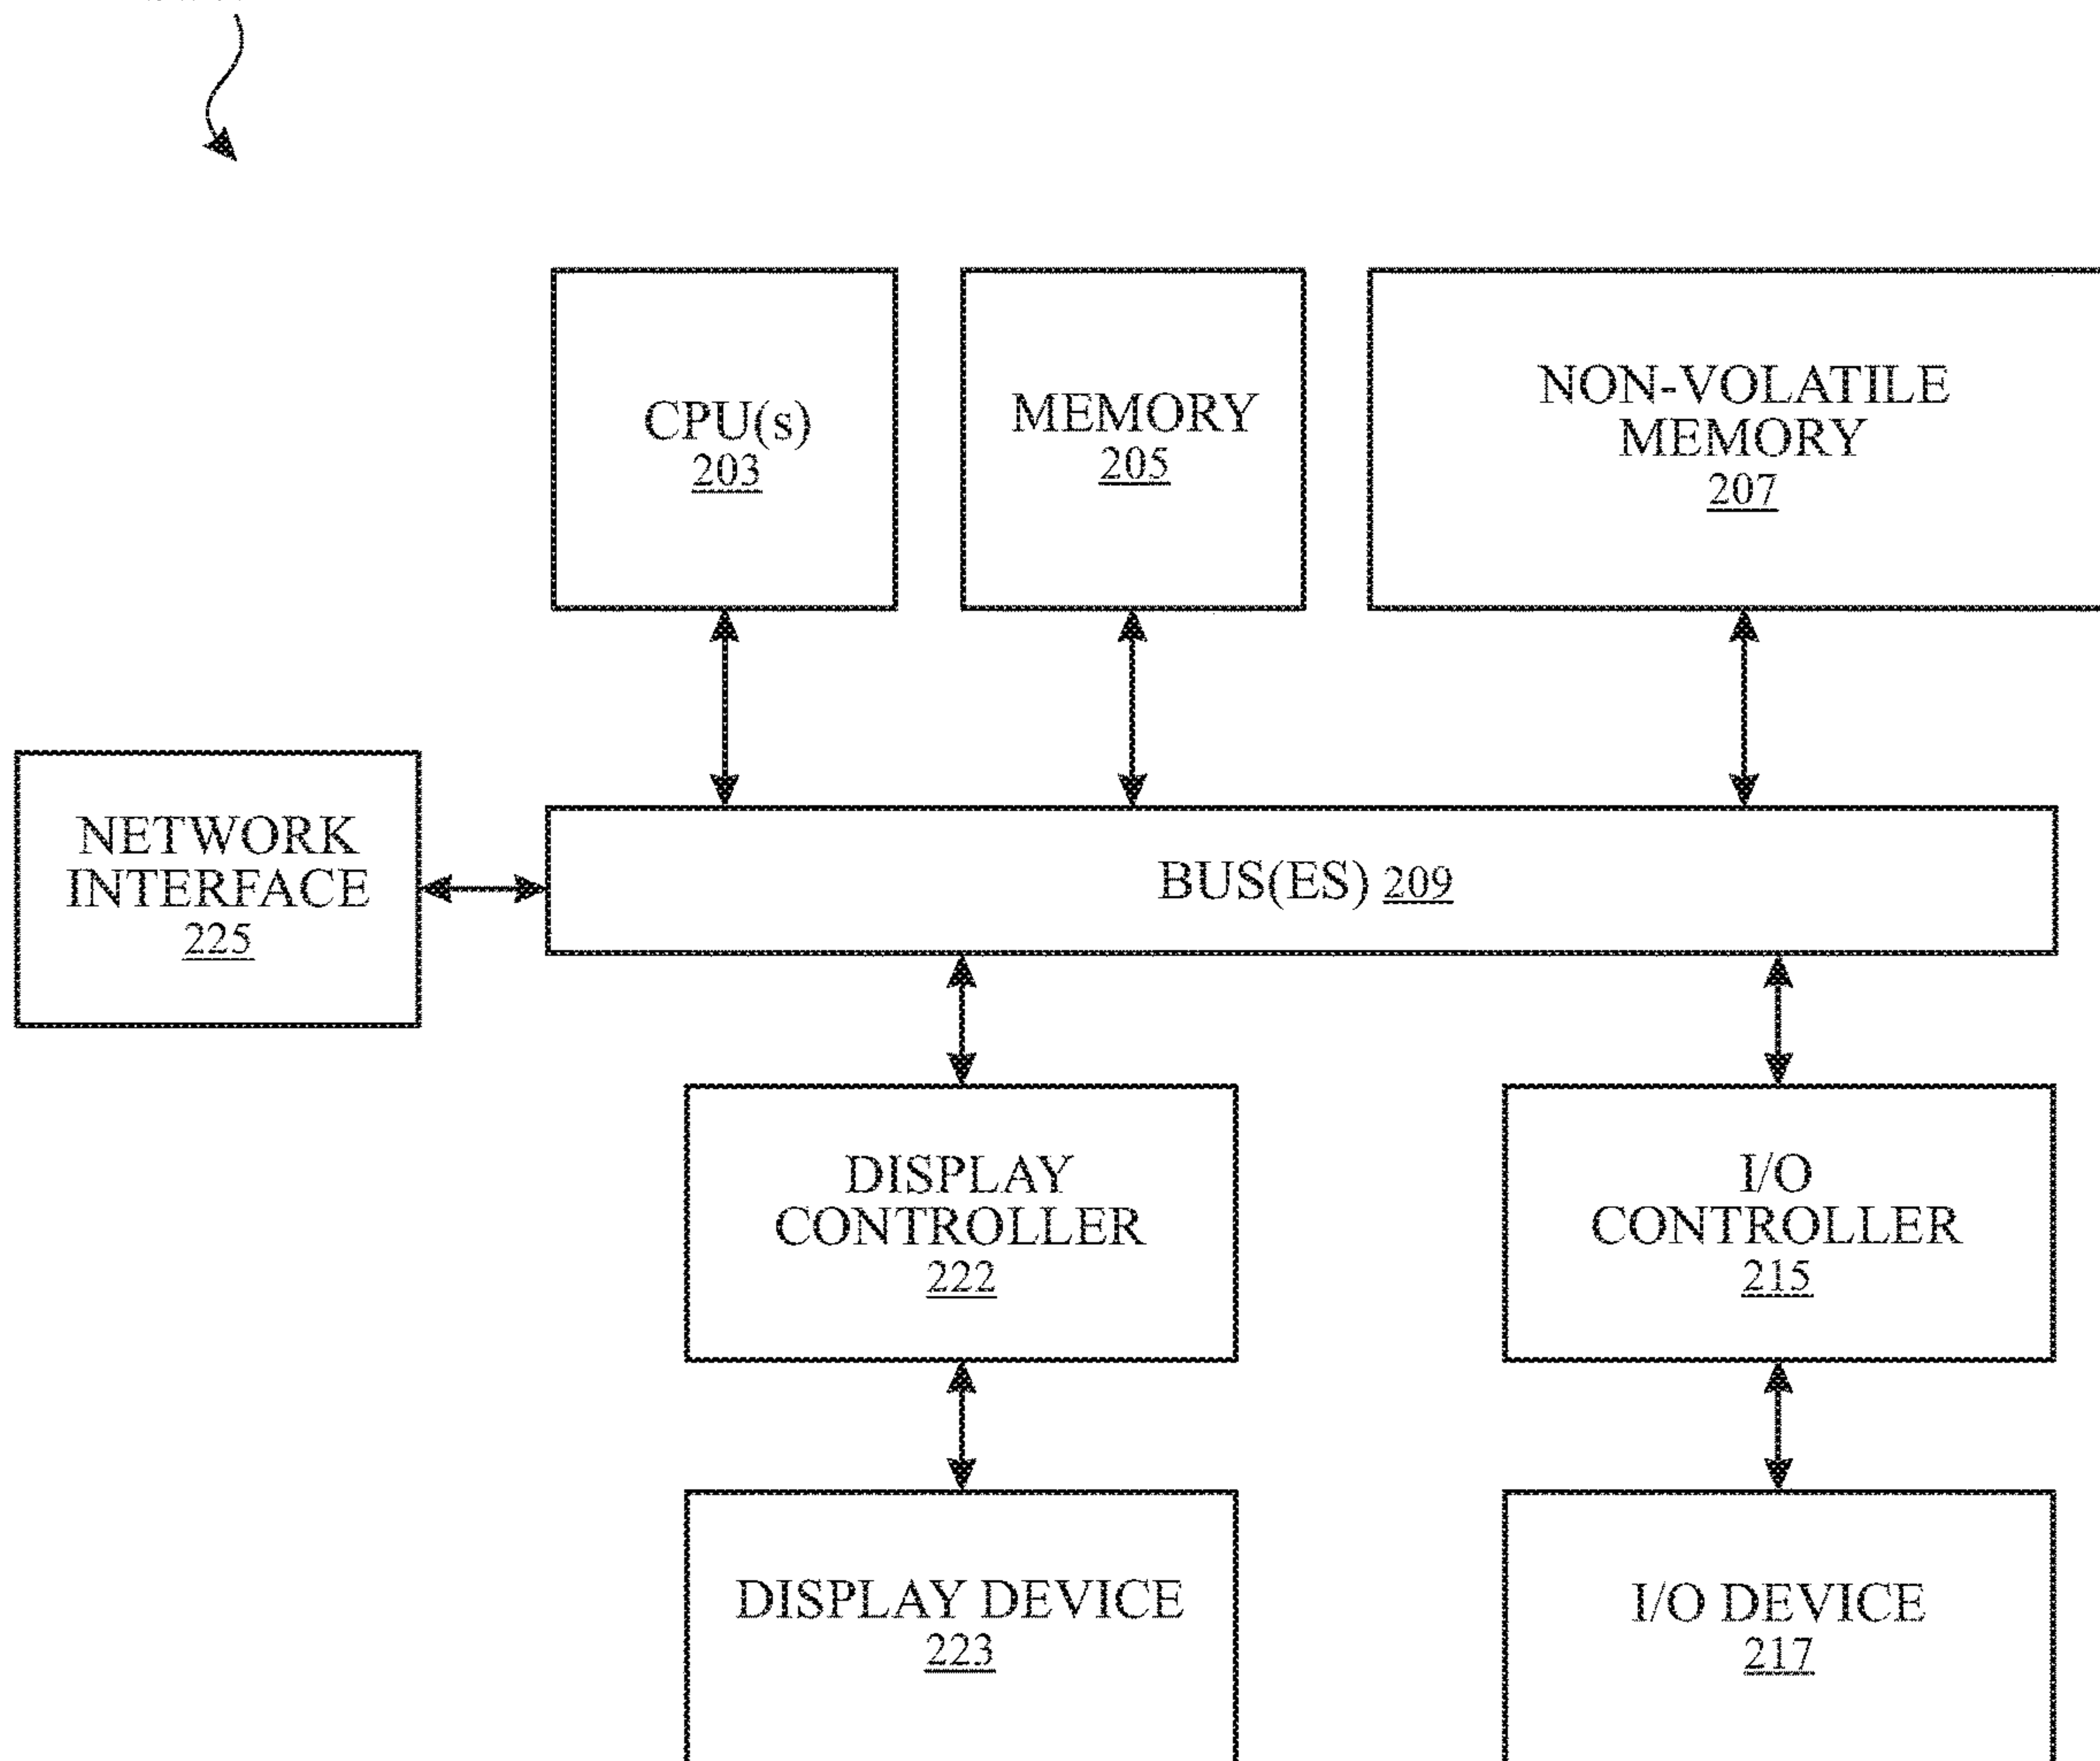 CPU(s)
203
MEMORY
205
NON-VOLATILE
MEMORY
207
NETWORK
INTERFACE
225
BUS(ES) 209
DISPLAY
CONTROLLER
222
I/O
CONTROLLER
215
DISPLAY DEVICE
223
I/O DEVICE
217